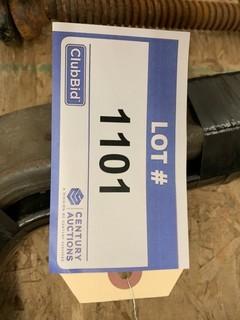 LOT #
1101
ClubBid
CENTURY
AUCTIONS